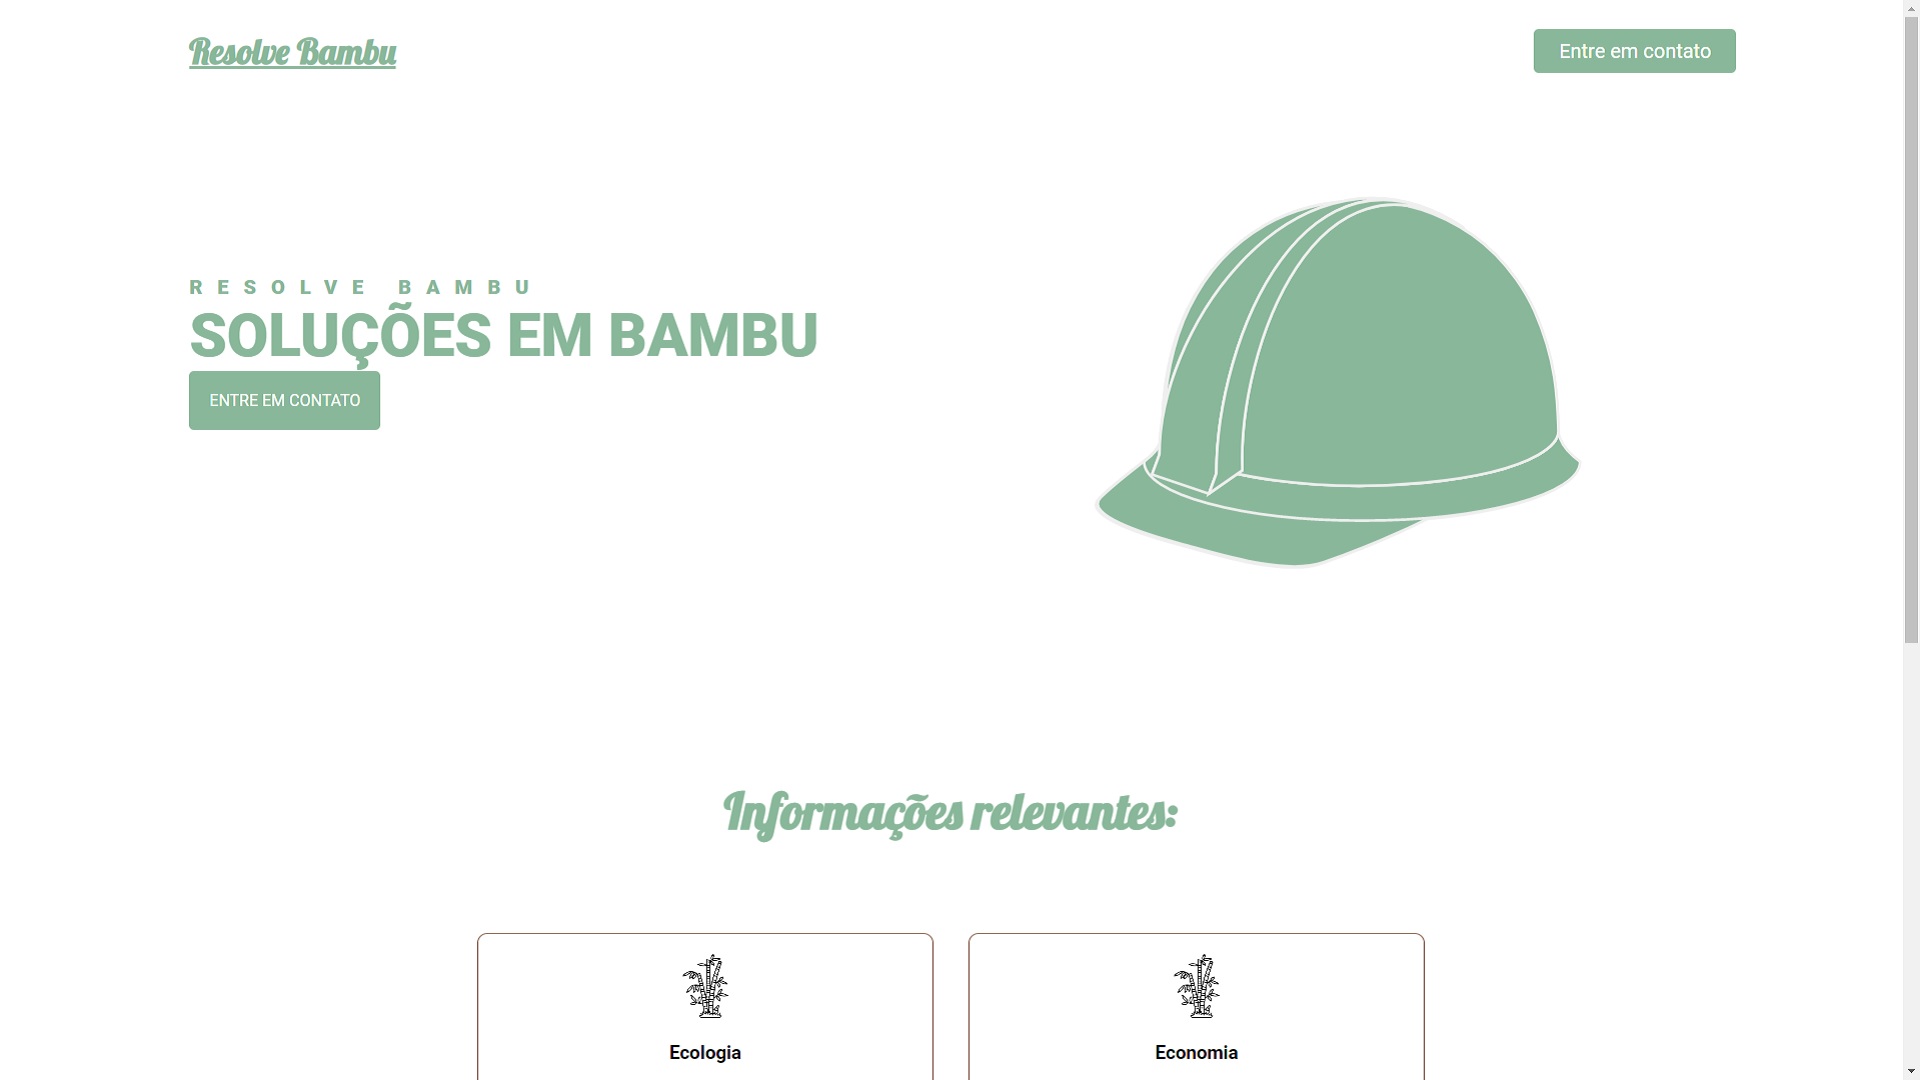 Resolve Bambu
Entre em contato
RESOLVE BAMBU
SOLUÇÕES EM BAMBU
ENTRE EM CONTATO
Informações relevantes:
Ecologia
Economia